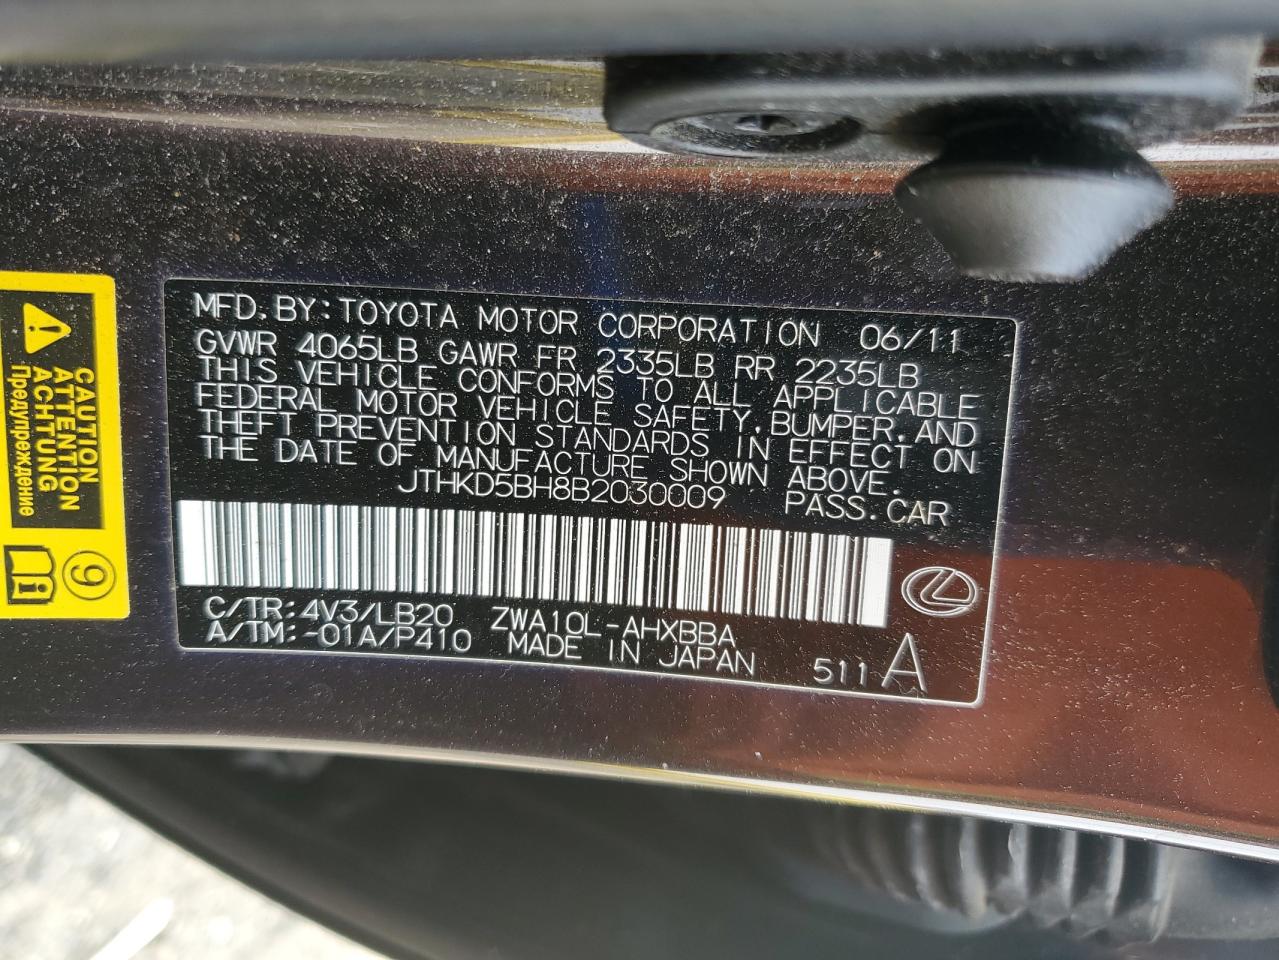 MFD.BY:TOYOTA MOTOR CORPORATION 06/11
GVWR 4065LB GAWR FR 2335LB RR 2235LB
THIS VEHICLE CONFORMS TO ALL APPLICABLE
FEDERAL MOTOR VEHICLE SAFETY,BUMPER,AND
THEFT PREVENTION STANDARDS IN EFFECT ON
THE DATE OF MANUFACTURE SHOWN ABOVE.
JTHKD5BH8B2030009 PASS.CAR
C/TR:4V3/LB20 ZWA10L-AHXBBA
A/TM:-01A/P410 MADE IN JAPAN 511 A
CAUTION
ATTENTION
ACHTUNG
Предупреждение
9